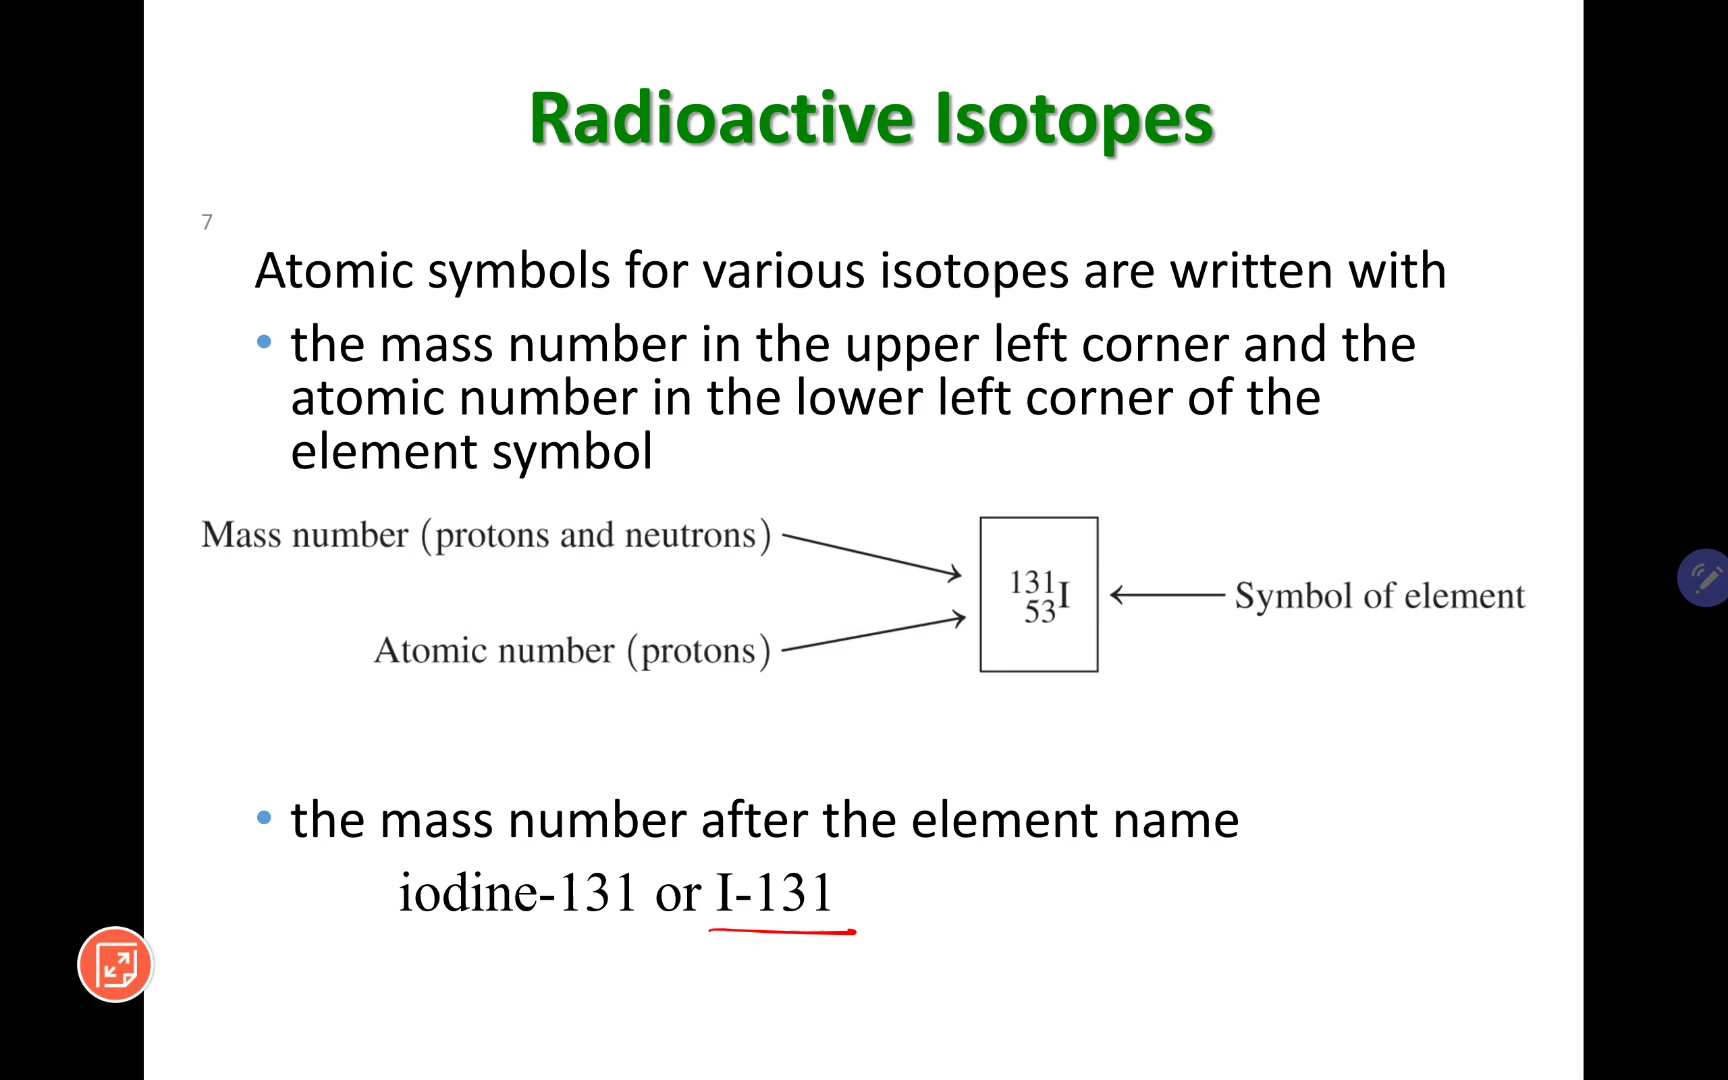 Radioactive Isotopes
7
Atomic symbols for various isotopes are written with
• the mass number in the upper left corner and the
atomic number in the lower left corner of the
element symbol
Mass number (protons and neutrons)
131
53
I
Symbol of element
Atomic number (protons)
• the mass number after the element name
iodine-131 or I-131